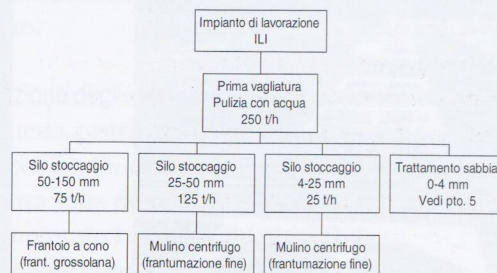 Impianto di lavorazione
ILI
Prima vagliatura
Pulizia con acqua
250 t/h
Silo stoccaggio
50-150 mm
75 t/h
Silo stoccaggio
25-50 mm
125 t/h
Silo stoccaggio
4-25 mm
25 t/h
Trattamento sabbia
0-4 mm
Vedi pto. 5
Frantoio a cono
(frant. grossolana)
Mulino centrifugo
(frantumazione fine)
Mulino centrifugo
(frantumazione fine)